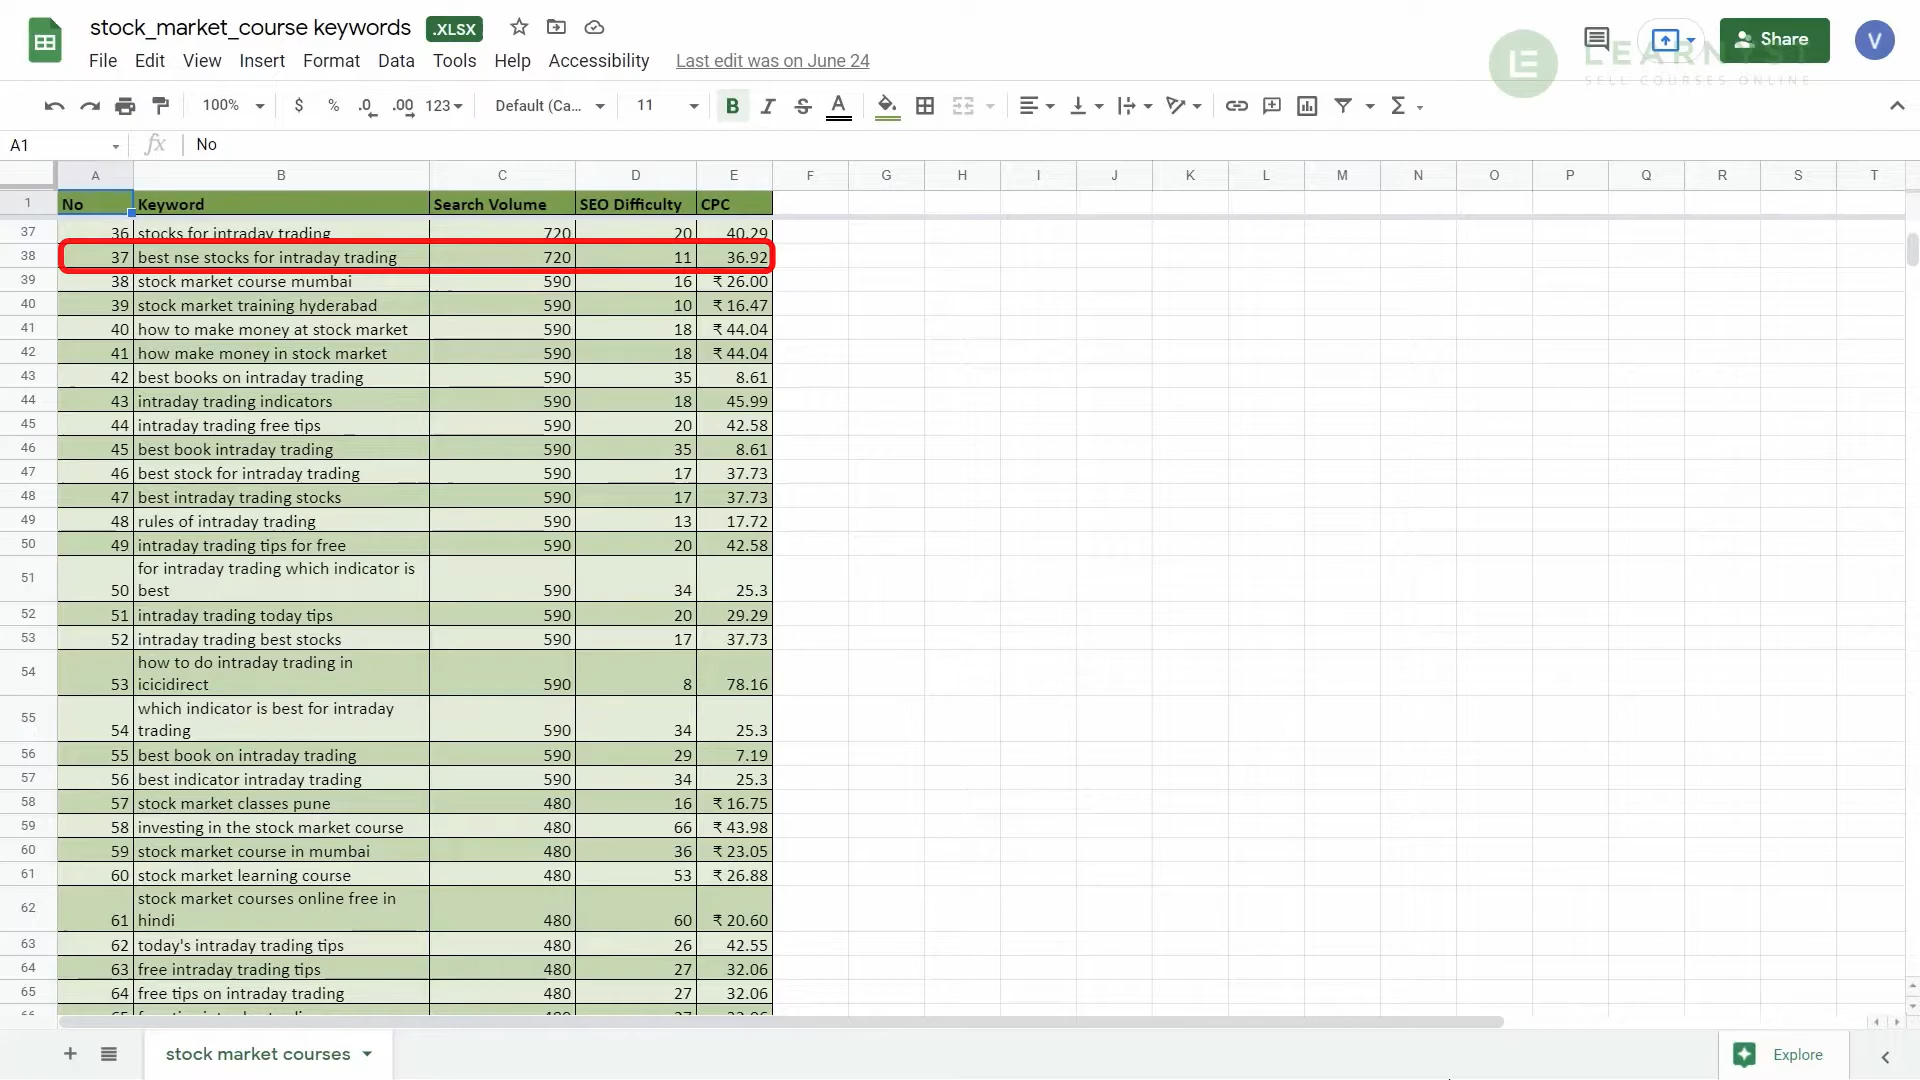 stock_market_course keywords .XLSX
Share
V
File Edit View Insert Format Data Tools Help Accessibility Last edit was on June 24
LEARNYST
SELL COURSES ONLINE
100% $ % .0 .00 123 Default (Ca... 11 B I S A Σ
A1 fx No
A B C D E F G H I J K L M N O P Q R S T
1 No Keyword Search Volume SEO Difficulty CPC
37 36 stocks for intraday trading 720 20 40.29
38 37 best nse stocks for intraday trading 720 11 36.92
39 38 stock market course mumbai 590 16 ₹ 26.00
40 39 stock market training hyderabad 590 10 ₹ 16.47
41 40 how to make money at stock market 590 18 ₹ 44.04
42 41 how make money in stock market 590 18 ₹ 44.04
43 42 best books on intraday trading 590 35 8.61
44 43 intraday trading indicators 590 18 45.99
45 44 intraday trading free tips 590 20 42.58
46 45 best book intraday trading 590 35 8.61
47 46 best stock for intraday trading 590 17 37.73
48 47 best intraday trading stocks 590 17 37.73
49 48 rules of intraday trading 590 13 17.72
50 49 intraday trading tips for free 590 20 42.58
51 for intraday trading which indicator is
50 best 590 34 25.3
52 51 intraday trading today tips 590 20 29.29
53 52 intraday trading best stocks 590 17 37.73
54 how to do intraday trading in
53 icicidirect 590 8 78.16
55 which indicator is best for intraday
54 trading 590 34 25.3
56 55 best book on intraday trading 590 29 7.19
57 56 best indicator intraday trading 590 34 25.3
58 57 stock market classes pune 480 16 ₹ 16.75
59 58 investing in the stock market course 480 66 ₹ 43.98
60 59 stock market course in mumbai 480 36 ₹ 23.05
61 60 stock market learning course 480 53 ₹ 26.88
62 stock market courses online free in
61 hindi 480 60 ₹ 20.60
63 62 today's intraday trading tips 480 26 42.55
64 63 free intraday trading tips 480 27 32.06
65 64 free tips on intraday trading 480 27 32.06
stock market courses
Explore